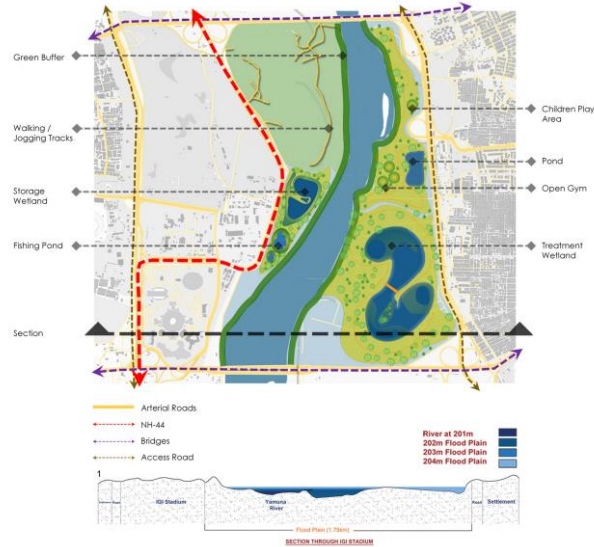 Green Buffer
Walking /
Jogging Tracks
Storage
Wetland
Fishing Pond
Section
Children Play
Area
Pond
Open Gym
Treatment
Wetland
Arterial Roads
NH-44
Bridges
Access Road
River at 201m
202m Flood Plain
203m Flood Plain
204m Flood Plain
1
IGI Stadium
Yamuna
River
Road
Settlement
Flood Plain (1.79km)
SECTION THROUGH IGI STADIUM